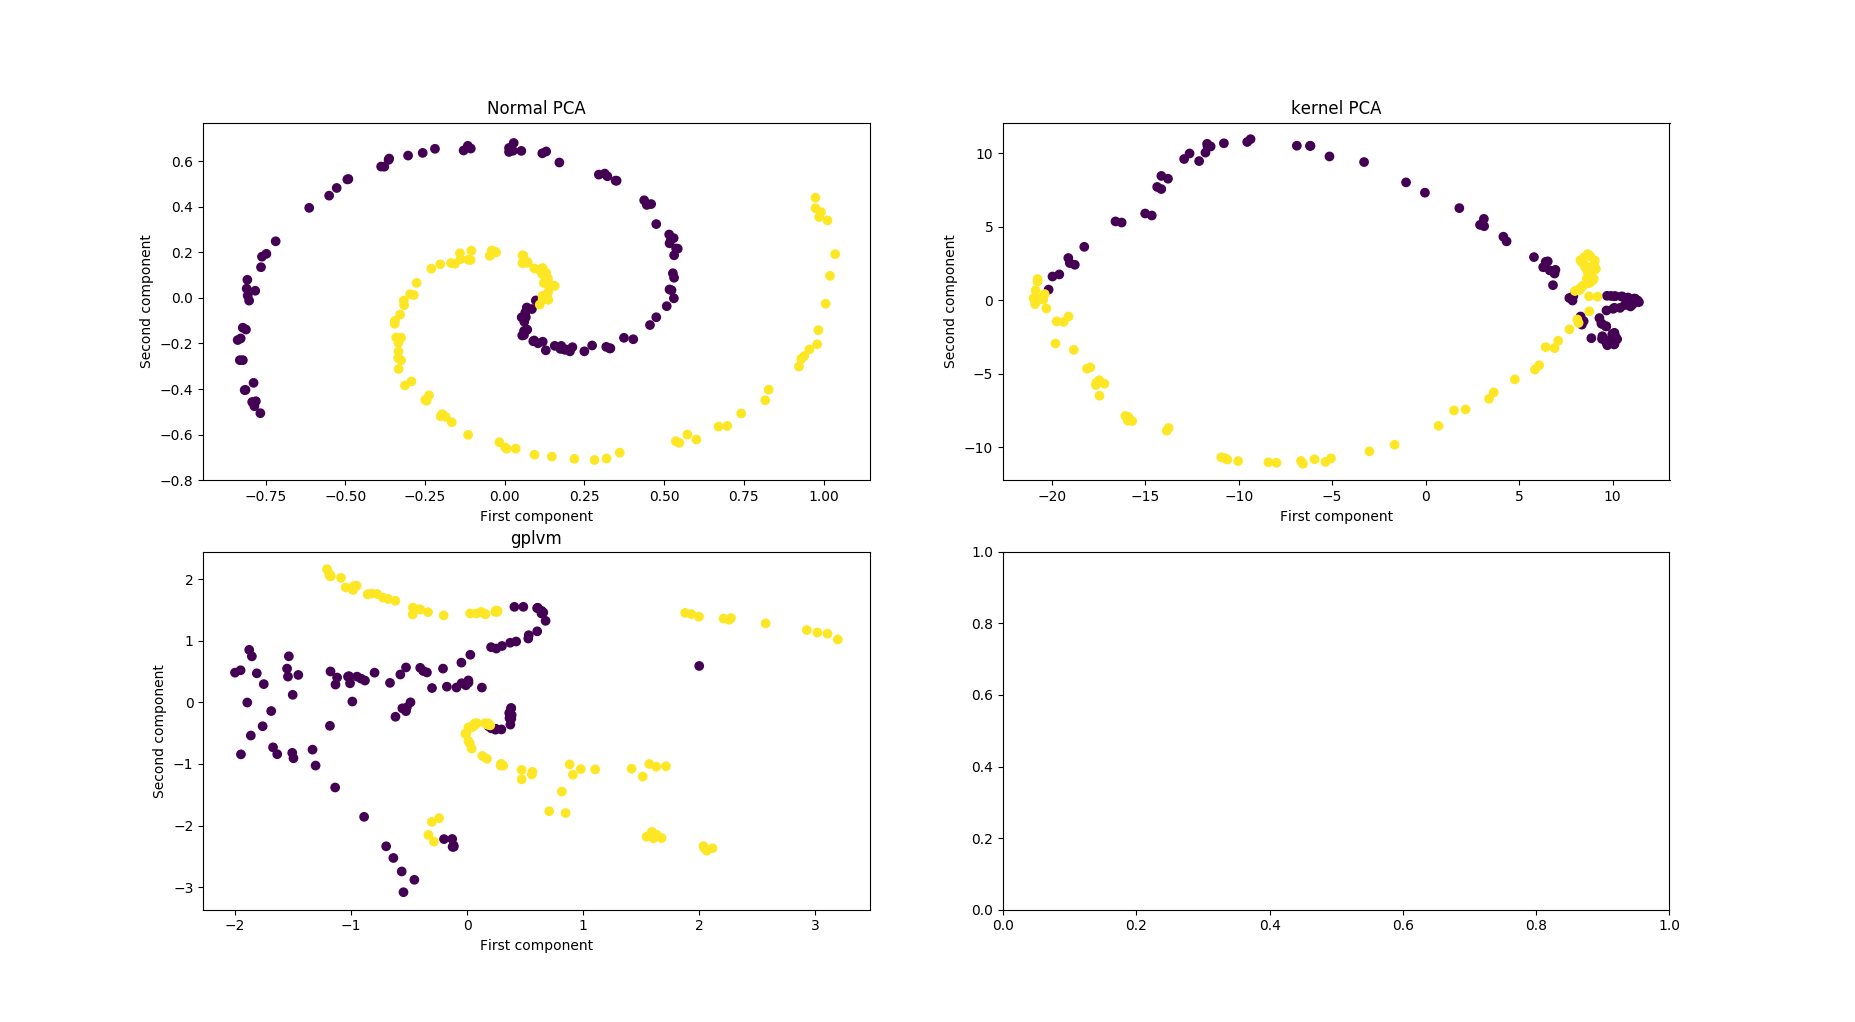 Normal PCA
0.6
0.4
0.2
0.0
−0.2
−0.4
−0.6
−0.8
Second component
−0.75 −0.50 −0.25 0.00 0.25 0.50 0.75 1.00
First component
kernel PCA
10
5
0
−5
−10
Second component
−20 −15 −10 −5 0 5 10
First component
gplvm
2
1
0
−1
−2
−3
Second component
−2 −1 0 1 2 3
First component
1.0
0.8
0.6
0.4
0.2
0.0
0.0 0.2 0.4 0.6 0.8 1.0